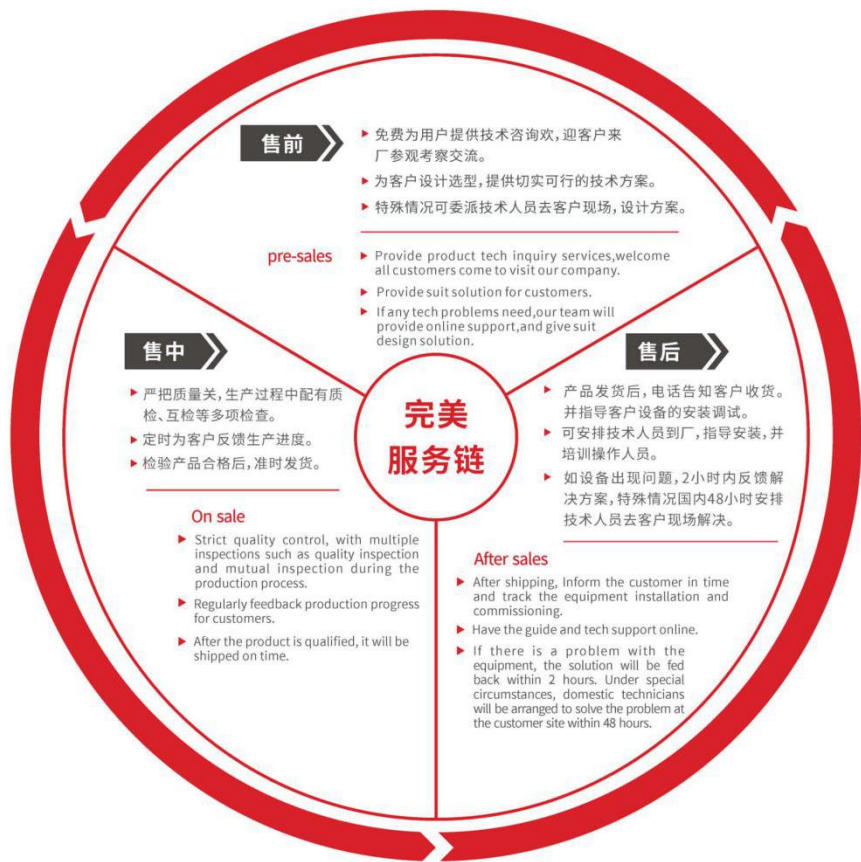 售前
免费为用户提供技术咨询欢,迎客户来
厂参观考察交流。
为客户设计选型,提供切实可行的技术方案。
特殊情况可委派技术人员去客户现场,设计方案。
pre-sales
Provide product tech inquiry services,welcome
all customers come to visit our company.
Provide suit solution for customers.
If any tech problems need,our team will
provide online support,and give suit
design solution.
售中
严把质量关,生产过程中配有质
检、互检等多项检查。
定时为客户反馈生产进度。
检验产品合格后,准时发货。
On sale
Strict quality control, with multiple
inspections such as quality inspection
and mutual inspection during the
production process.
Regularly feedback production progress
for customers.
After the product is qualified, it will be
shipped on time.
完美
服务链
售后
产品发货后,电话告知客户收货。
并指导客户设备的安装调试。
可安排技术人员到厂,指导安装,并
培训操作人员。
如设备出现问题,2小时内反馈解
决方案,特殊情况国内48小时安排
技术人员去客户现场解决。
After sales
After shipping, Inform the customer in time
and track the equipment installation and
commissioning.
Have the guide and tech support online.
If there is a problem with the
equipment, the solution will be fed
back within 2 hours. Under special
circumstances, domestic technicians
will be arranged to solve the problem at
the customer site within 48 hours.